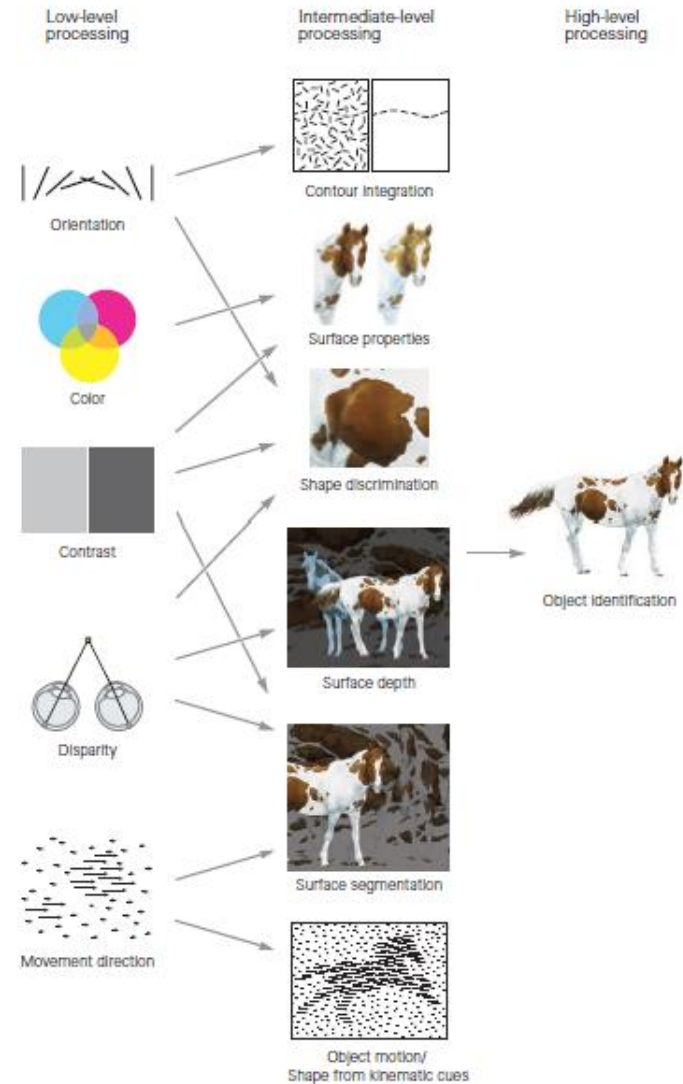 Low-level
processing
Intermediate-level
processing
High-level
processing
Orientation
Color
Contrast
Disparity
Movement direction
Contour integration
Surface properties
Shape discrimination
Surface depth
Surface segmentation
Object motion/
Shape from kinematic cues
Object identification